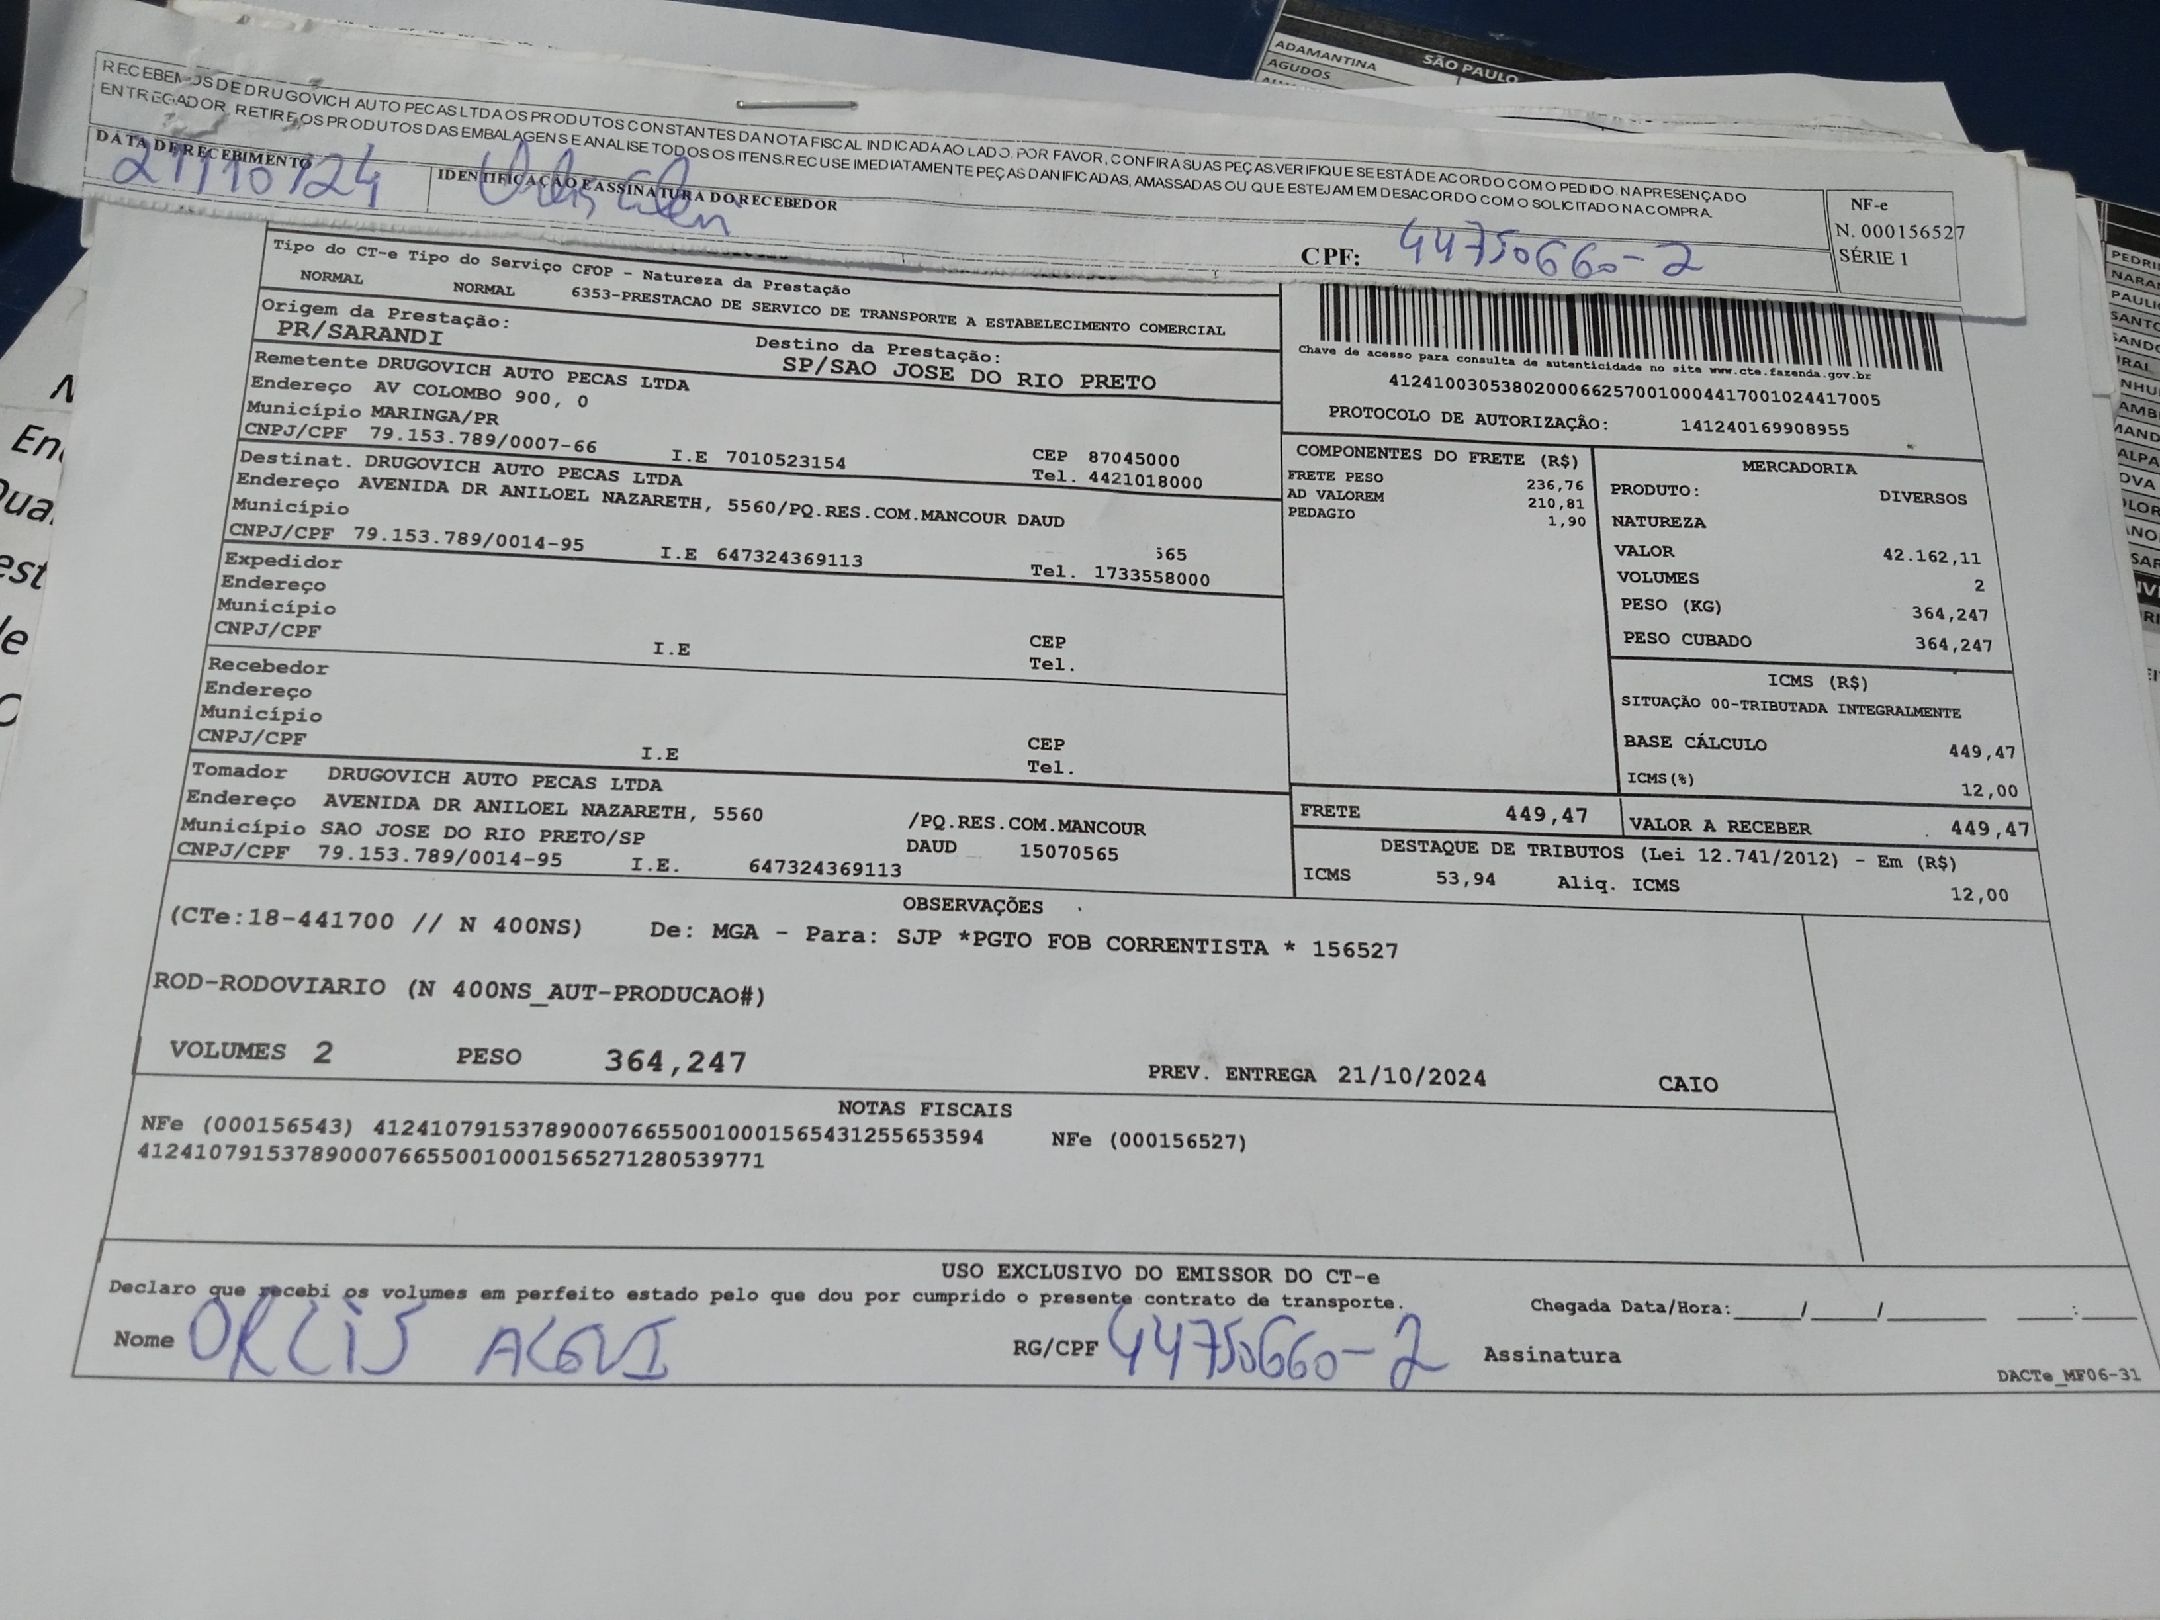 RECEBEMOS DE DRUGOVICH AUTO PECAS LTDA OS PRODUTOS CONSTANTES DA NOTA FISCAL INDICADA AO LADO. POR FAVOR, CONFIRA SUAS PEÇAS.VERIFIQUE SE ESTÁ DE ACORDO COM O PEDIDO. NA PRESENÇA DO
ENTREGADOR, RETIRE OS PRODUTOS DAS EMBALAGENS E ANALISE TODOS OS ITENS.RECUSE IMEDIATAMENTE PEÇAS DANIFICADAS, AMASSADAS OU QUE ESTEJAM EM DESACORDO COM O SOLICITADO NA COMPRA.
DATA DE RECEBIMENTO
21/10/24
IDENTIFICAÇÃO E ASSINATURA DO RECEBEDOR
CPF: 44750660-2
NF-e
N. 000156527
SÉRIE 1
Tipo do CT-e Tipo do Serviço CFOP - Natureza da Prestação
NORMAL NORMAL 6353-PRESTACAO DE SERVICO DE TRANSPORTE A ESTABELECIMENTO COMERCIAL
Origem da Prestação: Destino da Prestação:
PR/SARANDI SP/SAO JOSE DO RIO PRETO
Remetente DRUGOVICH AUTO PECAS LTDA
Endereço AV COLOMBO 900, 0
Município MARINGA/PR CEP 87045000
CNPJ/CPF 79.153.789/0007-66 I.E 7010523154 Tel. 4421018000
Destinat. DRUGOVICH AUTO PECAS LTDA
Endereço AVENIDA DR ANILOEL NAZARETH, 5560/PQ.RES.COM.MANCOUR DAUD
Município 565
CNPJ/CPF 79.153.789/0014-95 I.E 647324369113 Tel. 1733558000
Expedidor
Endereço
Município CEP
CNPJ/CPF I.E Tel.
Recebedor
Endereço
Município CEP
CNPJ/CPF I.E Tel.
Tomador DRUGOVICH AUTO PECAS LTDA
Endereço AVENIDA DR ANILOEL NAZARETH, 5560 /PQ.RES.COM.MANCOUR
Município SAO JOSE DO RIO PRETO/SP DAUD 15070565
CNPJ/CPF 79.153.789/0014-95 I.E. 647324369113
Chave de acesso para consulta de autenticidade no site www.cte.fazenda.gov.br
41241003053802000662570010004417001024417005
PROTOCOLO DE AUTORIZAÇÃO: 141240169908955
COMPONENTES DO FRETE (R$)
FRETE PESO 236,76
AD VALOREM 210,81
PEDAGIO 1,90
MERCADORIA
PRODUTO: DIVERSOS
NATUREZA
VALOR 42.162,11
VOLUMES 2
PESO (KG) 364,247
PESO CUBADO 364,247
ICMS (R$)
SITUAÇÃO 00-TRIBUTADA INTEGRALMENTE
BASE CÁLCULO 449,47
ICMS(%) 12,00
FRETE 449,47 VALOR A RECEBER 449,47
DESTAQUE DE TRIBUTOS (Lei 12.741/2012) - Em (R$)
ICMS 53,94 Aliq. ICMS 12,00
OBSERVAÇÕES
(CTe:18-441700 // N 400NS) De: MGA - Para: SJP *PGTO FOB CORRENTISTA * 156527
ROD-RODOVIARIO (N 400NS_AUT-PRODUCAO#)
VOLUMES 2 PESO 364,247 PREV. ENTREGA 21/10/2024 CAIO
NOTAS FISCAIS
NFe (000156543) 41241079153789000766550010001565431255653594 NFe (000156527)
41241079153789000766550010001565271280539771
USO EXCLUSIVO DO EMISSOR DO CT-e
Declaro que recebi os volumes em perfeito estado pelo que dou por cumprido o presente contrato de transporte. Chegada Data/Hora:_____/_____/_______ ____:____
Nome ORCIS RG/CPF 44750660-2 Assinatura
DACTe_MF06-31
ADAMANTINA
SÃO PAULO
AGUDOS